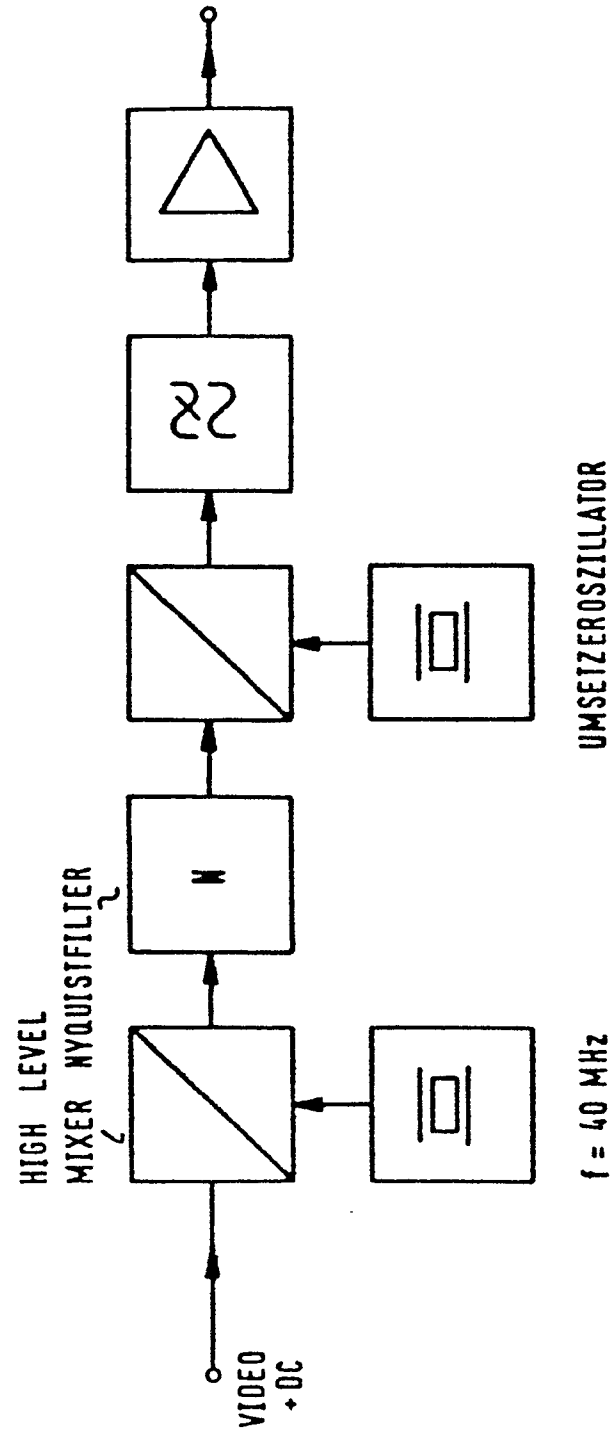 HIGH LEVEL
MIXER NYQUISTFILTER
N
VIDEO
+DC
f = 40 MHz
UMSETZEROSZILLATOR